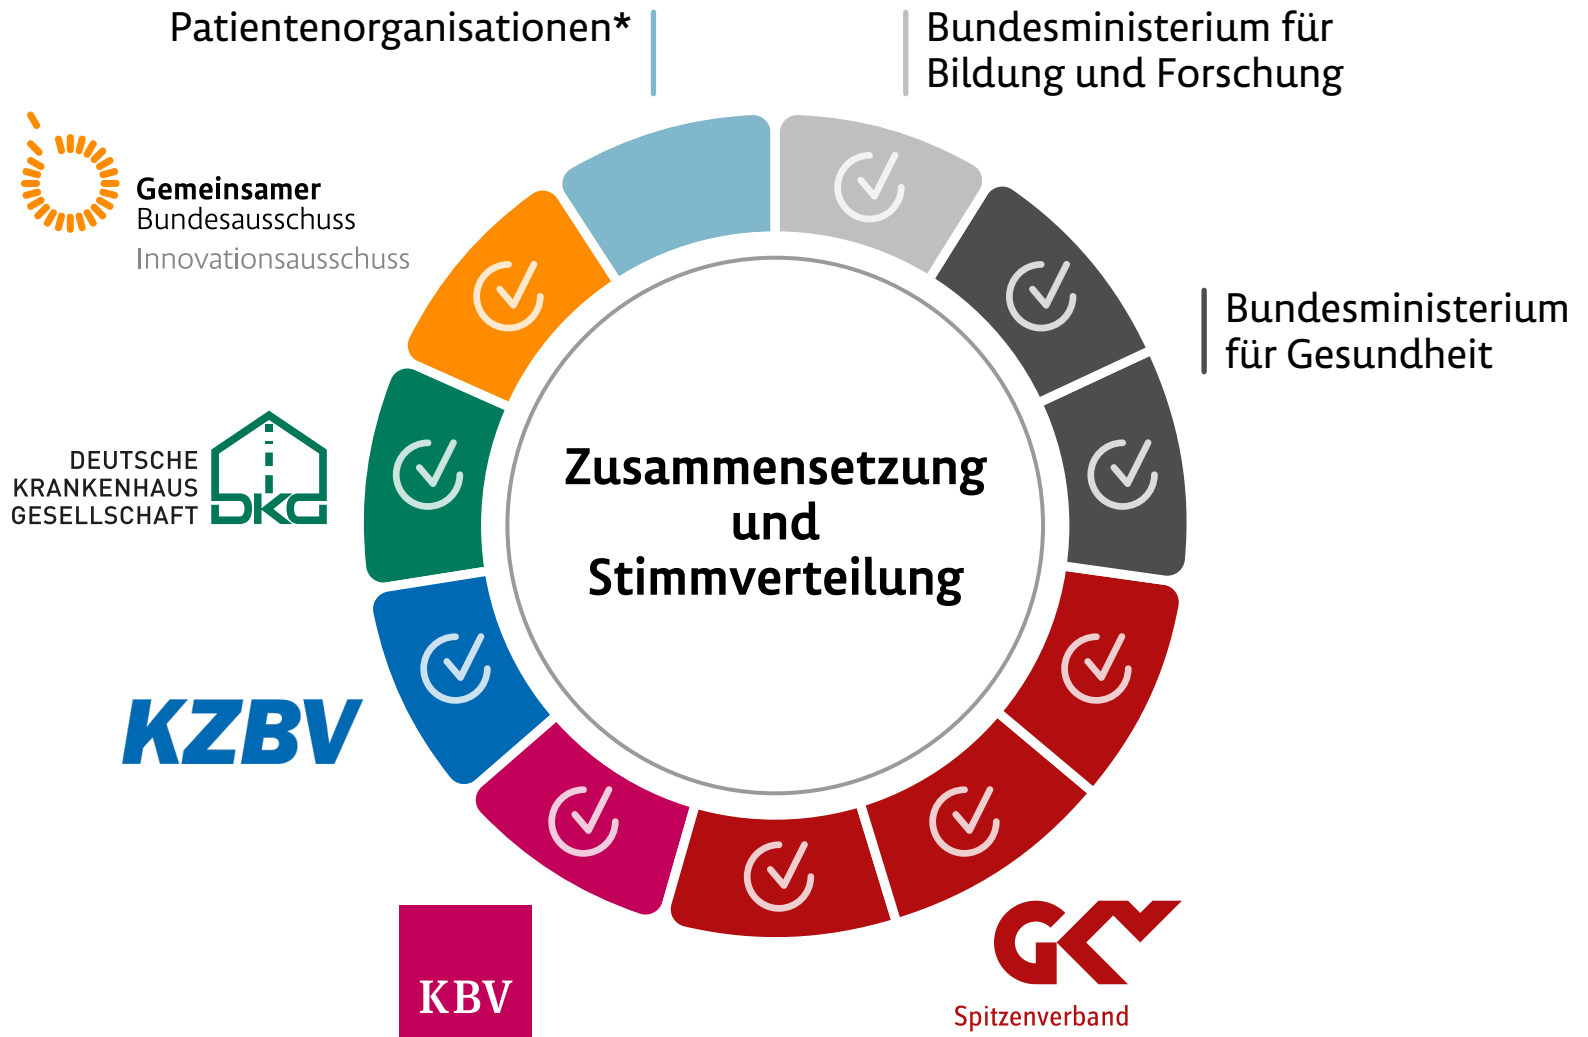 Patientenorganisationen*
Bundesministerium für
Bildung und Forschung
Gemeinsamer
Bundesausschuss
Innovationsausschuss
Bundesministerium
für Gesundheit
DEUTSCHE
KRANKENHAUS
GESELLSCHAFT
DKG
Zusammensetzung
und
Stimmverteilung
KZBV
KBV
GKV
Spitzenverband